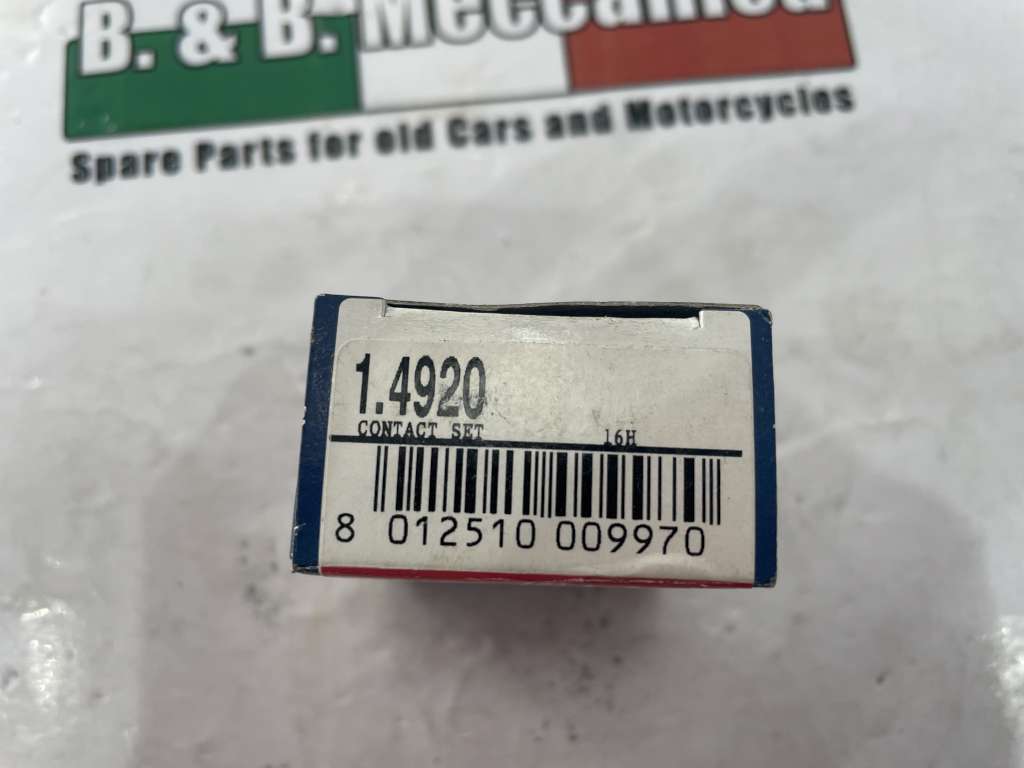 B. & B. Meccanica
Spare Parts for old Cars and Motorcycles
1.4920
CONTACT SET 16H
8 012510 009970